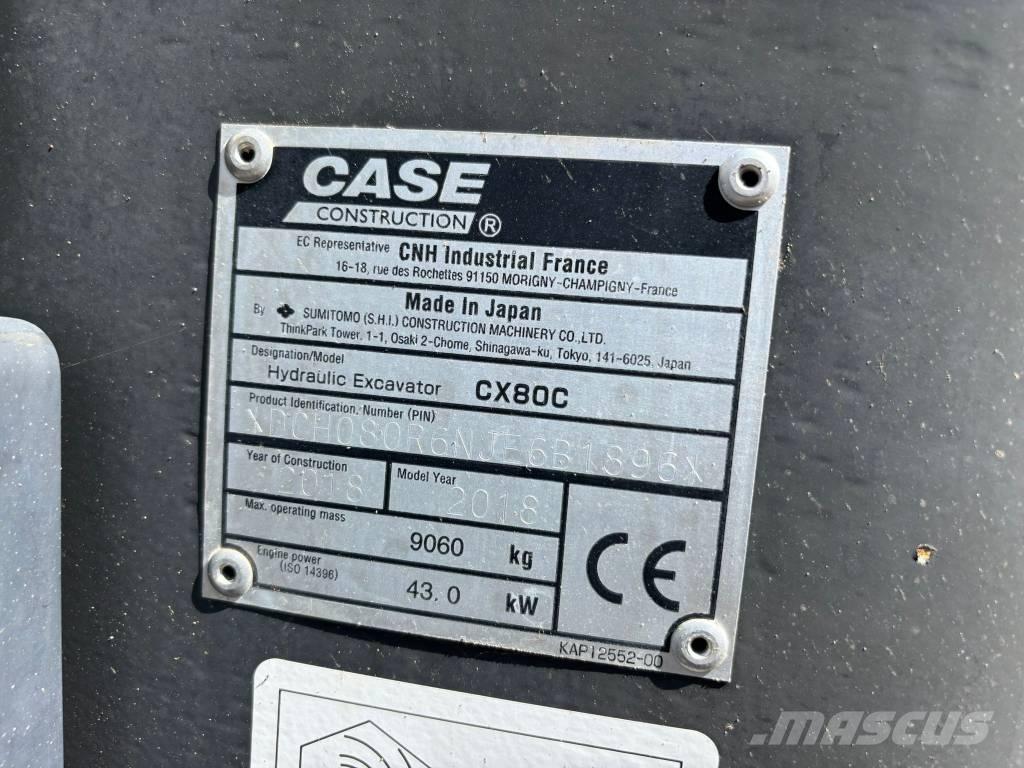 CASE
CONSTRUCTION ®
EC Representative CNH Industrial France
16-18, rue des Rochettes 91150 MORIGNY-CHAMPIGNY-France
Made In Japan
By SUMITOMO (S.H.I.) CONSTRUCTION MACHINERY CO.,LTD.
ThinkPark Tower, 1-1, Osaki 2-Chome, Shinagawa-ku, Tokyo, 141-6025, Japan
Designation/Model
Hydraulic Excavator CX80C
Product Identification Number (PIN)
Year of Construction
2018
Model Year
2018
Max. operating mass
9060 kg
Engine power
(ISO 14396)
43.0 kW
CE
KAP12552-00
MASCUS